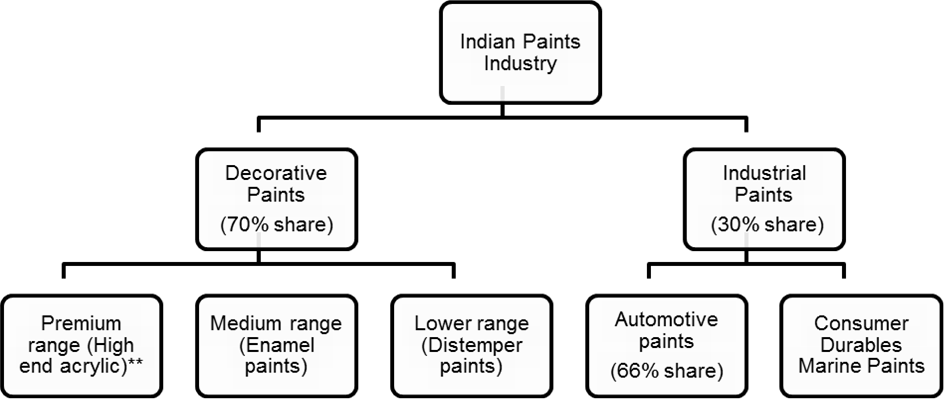 Indian Paints
Industry
Decorative
Paints
(70% share)
Industrial
Paints
(30% share)
Premium
range (High
end acrylic)**
Medium range
(Enamel
paints)
Lower range
(Distemper
paints)
Automotive
paints
(66% share)
Consumer
Durables
Marine Paints